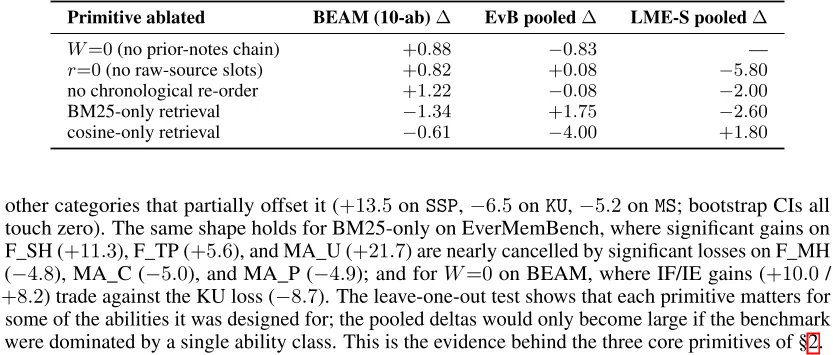 Primitive ablated BEAM (10-ab) Δ EvB pooled Δ LME-S pooled Δ
W=0 (no prior-notes chain) +0.88 −0.83 —
r=0 (no raw-source slots) +0.82 +0.08 −5.80
no chronological re-order +1.22 −0.08 −2.00
BM25-only retrieval −1.34 +1.75 −2.60
cosine-only retrieval −0.61 −4.00 +1.80
other categories that partially offset it (+13.5 on SSP, −6.5 on KU, −5.2 on MS; bootstrap CIs all
touch zero). The same shape holds for BM25-only on EverMemBench, where significant gains on
F_SH (+11.3), F_TP (+5.6), and MA_U (+21.7) are nearly cancelled by significant losses on F_MH
(−4.8), MA_C (−5.0), and MA_P (−4.9); and for W=0 on BEAM, where IF/IE gains (+10.0 /
+8.2) trade against the KU loss (−8.7). The leave-one-out test shows that each primitive matters for
some of the abilities it was designed for; the pooled deltas would only become large if the benchmark
were dominated by a single ability class. This is the evidence behind the three core primitives of §2.